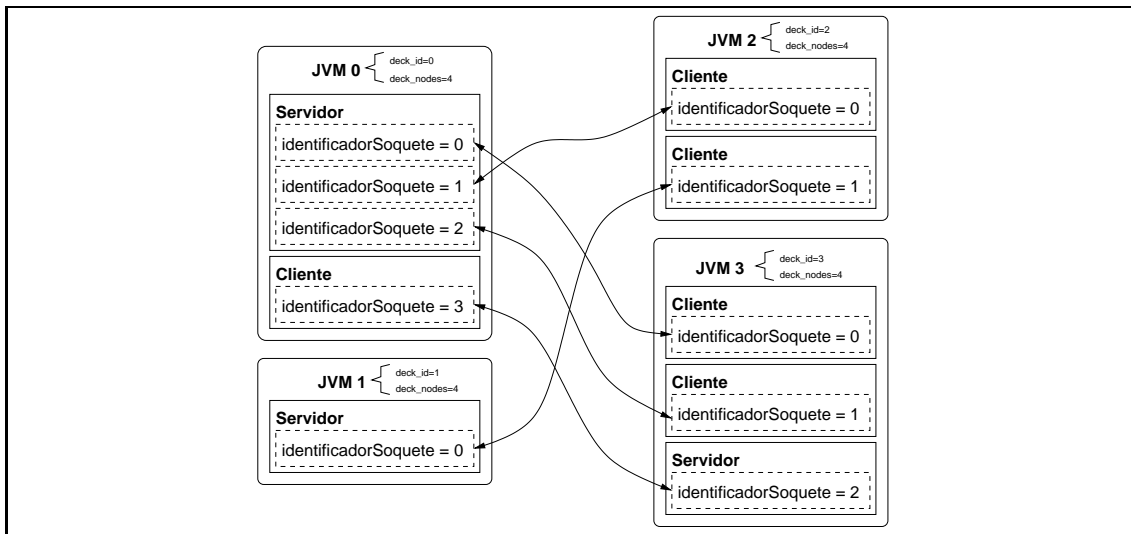 JVM 0
deck_id=0
deck_nodes=4
Servidor
identificadorSoquete = 0
identificadorSoquete = 1
identificadorSoquete = 2
Cliente
identificadorSoquete = 3
JVM 1
deck_id=1
deck_nodes=4
Servidor
identificadorSoquete = 0
JVM 2
deck_id=2
deck_nodes=4
Cliente
identificadorSoquete = 0
Cliente
identificadorSoquete = 1
JVM 3
deck_id=3
deck_nodes=4
Cliente
identificadorSoquete = 0
Cliente
identificadorSoquete = 1
Servidor
identificadorSoquete = 2